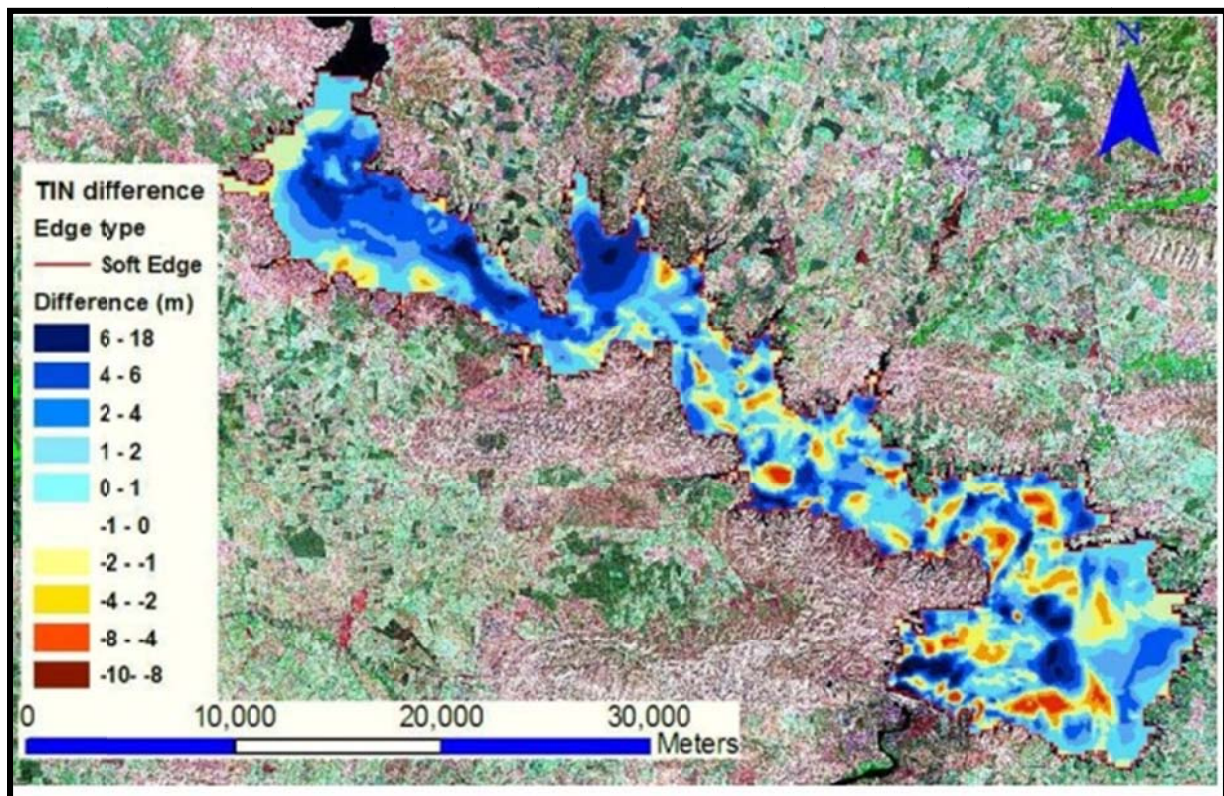 N
TIN difference
Edge type
Soft Edge
Difference (m)
6 - 18
4 - 6
2 - 4
1 - 2
0 - 1
-1 - 0
-2 - -1
-4 - -2
-8 - -4
-10- -8
0 10,000 20,000 30,000
Meters